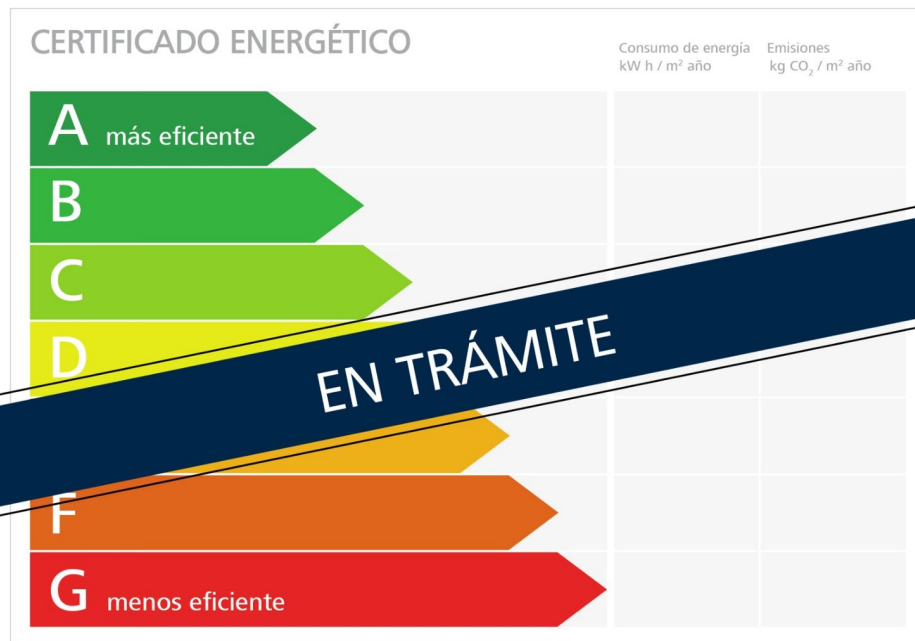 CERTIFICADO ENERGÉTICO
Consumo de energía
kW h / m² año
Emisiones
kg CO₂ / m² año
A más eficiente
B
C
D
EN TRÁMITE
F
G menos eficiente